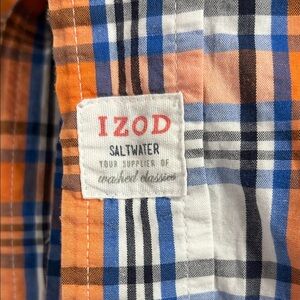 IZOD
SALTWATER
YOUR SUPPLIER OF
washed classics